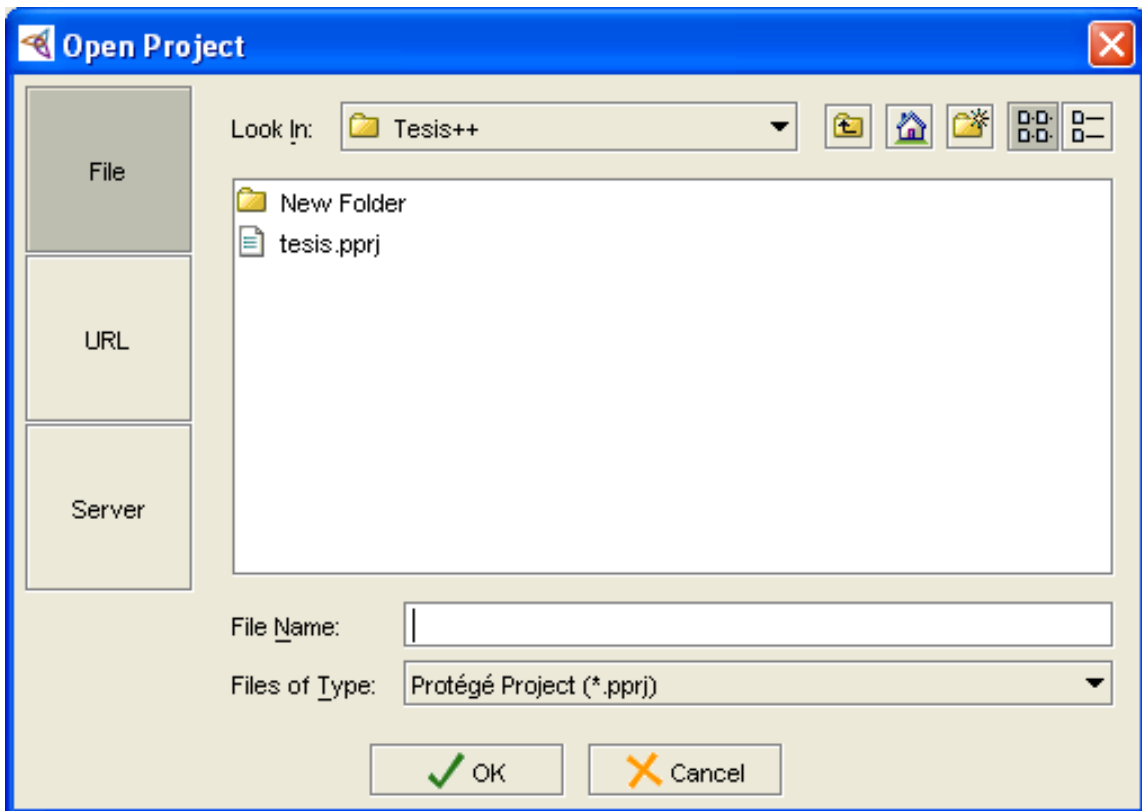 Open Project
File
URL
Server
Look In:
Tesis++
New Folder
tesis.pprj
File Name:
Files of Type:
Protégé Project (*.pprj)
OK
Cancel